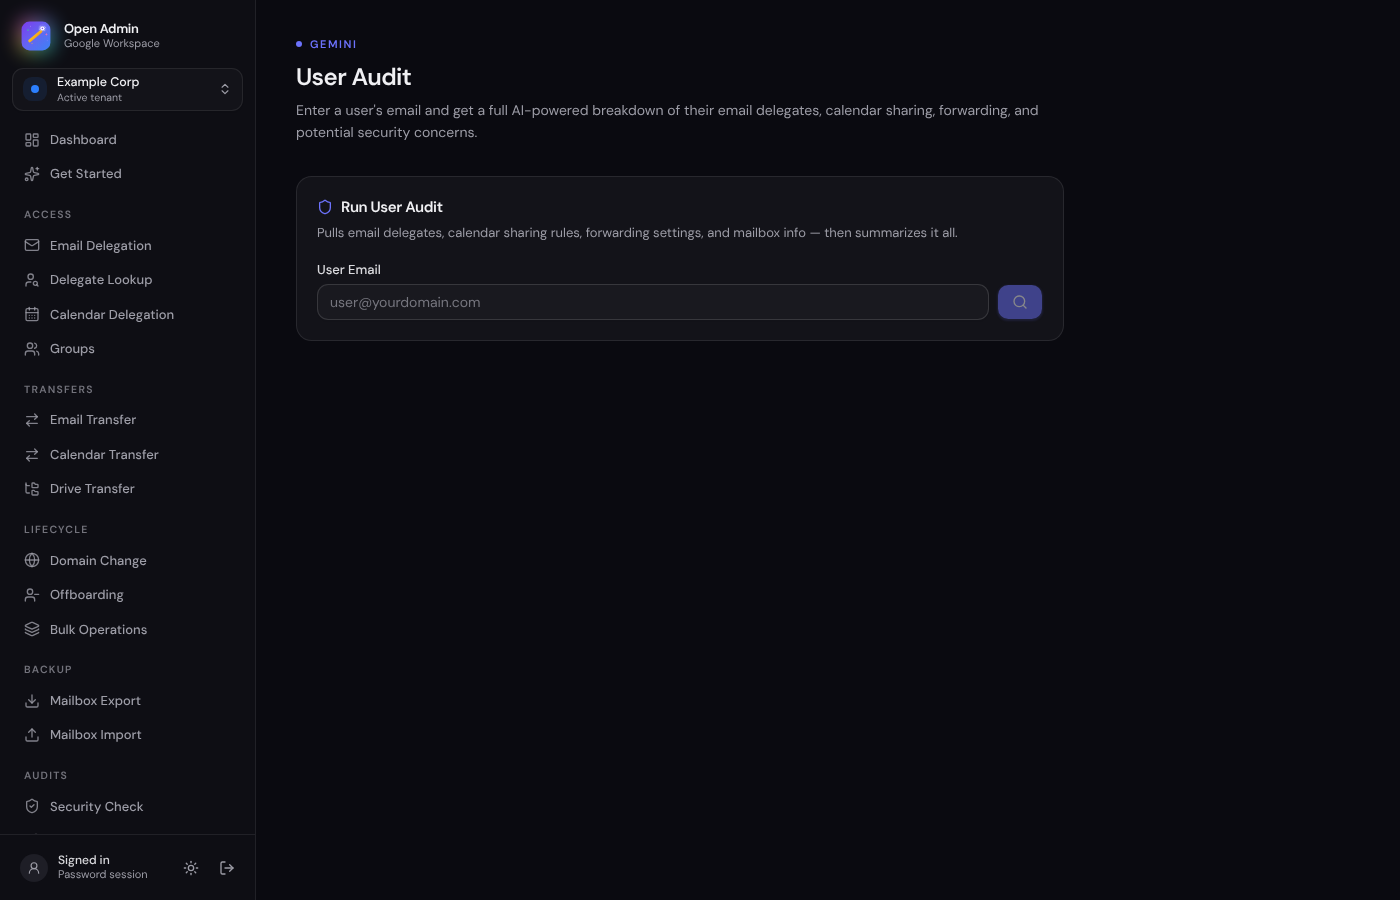 Open Admin
Google Workspace
Example Corp
Active tenant
Dashboard
Get Started
ACCESS
Email Delegation
Delegate Lookup
Calendar Delegation
Groups
TRANSFERS
Email Transfer
Calendar Transfer
Drive Transfer
LIFECYCLE
Domain Change
Offboarding
Bulk Operations
BACKUP
Mailbox Export
Mailbox Import
AUDITS
Security Check
Signed in
Password session
GEMINI
User Audit
Enter a user's email and get a full AI-powered breakdown of their email delegates, calendar sharing, forwarding, and
potential security concerns.
Run User Audit
Pulls email delegates, calendar sharing rules, forwarding settings, and mailbox info — then summarizes it all.
User Email
user@yourdomain.com